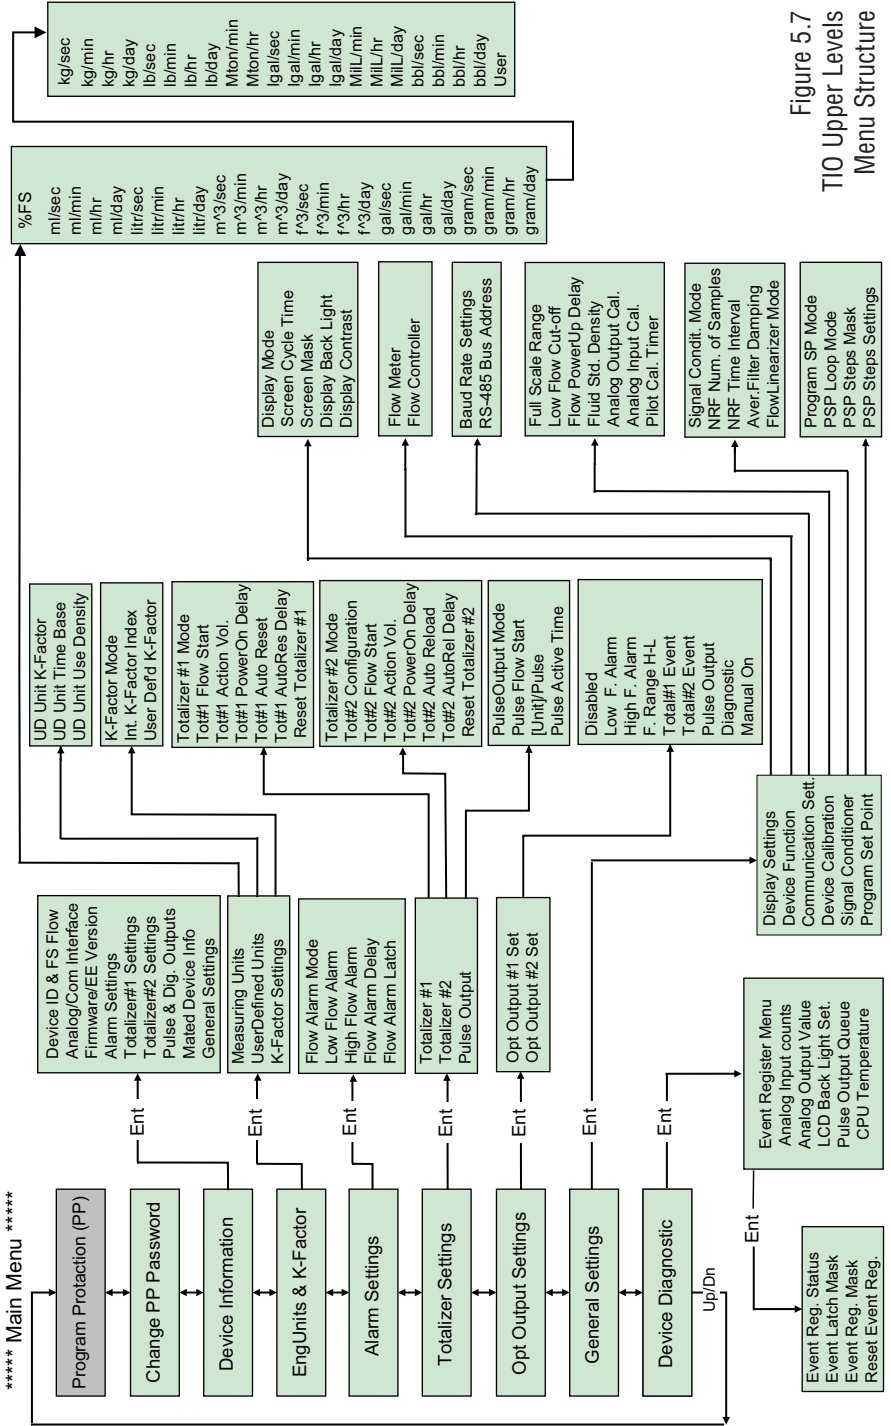 ***** Main Menu *****
Program Protaction (PP)
Change PP Password
Device Information
EngUnits & K-Factor
Alarm Settings
Totalizer Settings
Opt Output Settings
General Settings
Device Diagnostic
Up/Dn
Ent
Ent
Ent
Ent
Ent
Ent
Ent
Ent
Device ID & FS Flow
Analog/Com Interface
Firmware/EE Version
Alarm Settings
Totalizer#1 Settings
Totalizer#2 Settings
Pulse & Dig. Outputs
Mated Device Info
General Settings
Measuring Units
UserDefined Units
K-Factor Settings
Flow Alarm Mode
Low Flow Alarm
High Flow Alarm
Flow Alarm Delay
Flow Alarm Latch
Totalizer #1
Totalizer #2
Pulse Output
Opt Output #1 Set
Opt Output #2 Set
Event Register Menu
Analog Input counts
Analog Output Value
LCD Back Light Set.
Pulse Output Queue
CPU Temperature
Event Reg. Status
Event Latch Mask
Event Reg. Mask
Reset Event Reg.
UD Unit K-Factor
UD Unit Time Base
UD Unit Use Density
K-Factor Mode
Int. K-Factor Index
User Def'd K-Factor
Totalizer #1 Mode
Tot#1 Flow Start
Tot#1 Action Vol.
Tot#1 PowerOn Delay
Tot#1 Auto Reset
Tot#1 AutoRes Delay
Reset Totalizer #1
Totalizer #2 Mode
Tot#2 Configuration
Tot#2 Flow Start
Tot#2 Action Vol.
Tot#2 PowerOn Delay
Tot#2 Auto Reload
Tot#2 AutoRel Delay
Reset Totalizer #2
PulseOutput Mode
Pulse Flow Start
[Unit]/Pulse
Pulse Active Time
Disabled
Low F. Alarm
High F. Alarm
F. Range H-L
Total#1 Event
Total#2 Event
Pulse Output
Diagnostic
Manual On
Display Settings
Device Function
Communication Sett.
Device Calibration
Signal Conditioner
Program Set Point
Display Mode
Screen Cycle Time
Screen Mask
Display Back Light
Display Contrast
Flow Meter
Flow Controller
Baud Rate Settings
RS-485 Bus Address
Full Scale Range
Low Flow Cut-off
Flow PowerUp Delay
Fluid Std. Density
Analog Output Cal.
Analog Input Cal.
Pilot Cal. Timer
Signal Condit. Mode
NRF Num. of Samples
NRF Time Interval
Aver.Filter Damping
FlowLinearizer Mode
Program SP Mode
PSP Loop Mode
PSP Steps Mask
PSP Steps Settings
%FS
ml/sec
ml/min
ml/hr
ml/day
litr/sec
litr/min
litr/hr
litr/day
m^3/sec
m^3/min
m^3/hr
m^3/day
f^3/sec
f^3/min
f^3/hr
f^3/day
gal/sec
gal/min
gal/hr
gal/day
gram/sec
gram/min
gram/hr
gram/day
kg/sec
kg/min
kg/hr
kg/day
lb/sec
lb/min
lb/hr
lb/day
Mton/min
Mton/hr
Igal/sec
Igal/min
Igal/hr
Igal/day
MilL/min
MilL/hr
MilL/day
bbl/sec
bbl/min
bbl/hr
bbl/day
User
Figure 5.7
TIO Upper Levels
Menu Structure